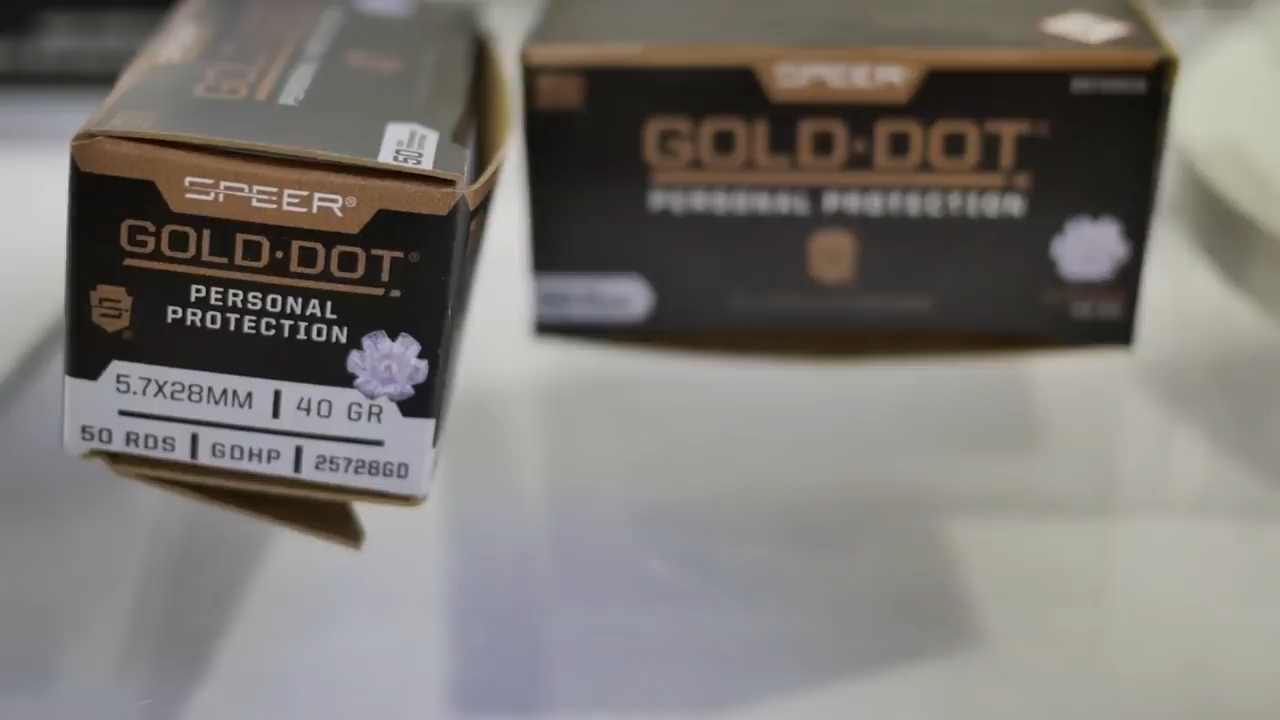 GOLD
50
SPEER®
GOLD·DOT®
PERSONAL
PROTECTION
5.7X28MM | 40 GR
50 RDS | GDHP | 25728GD
SPEER
GOLD·DOT
PERSONAL PROTECTION